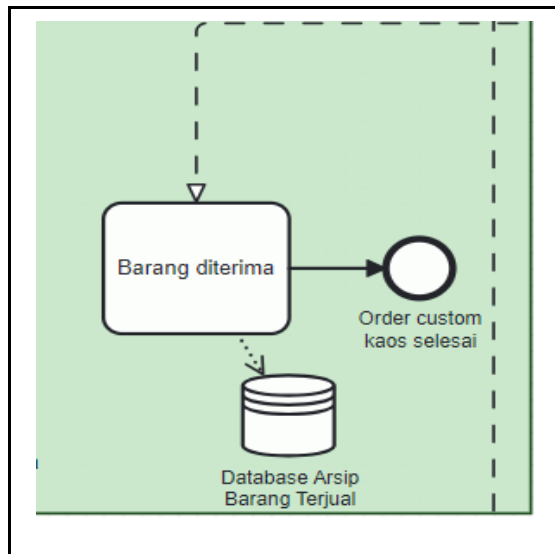 Barang diterima
Order custom
kaos selesai
Database Arsip
Barang Terjual